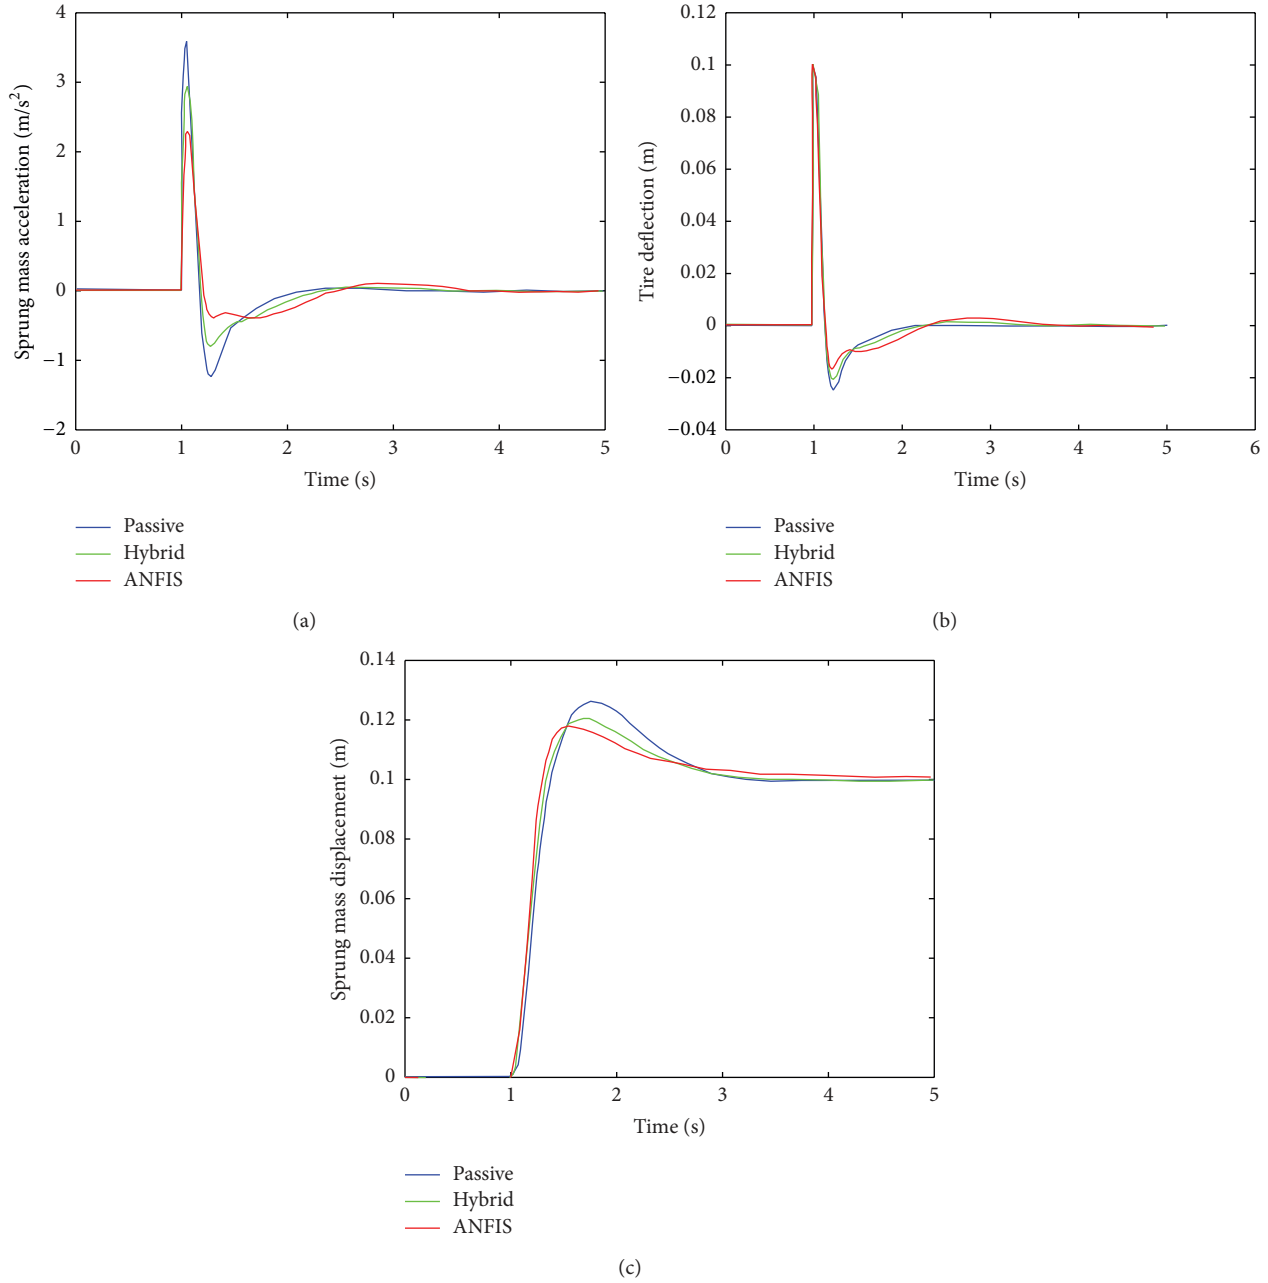 Sprung mass acceleration (m/s²)
4
3
2
1
0
−1
−2
0 1 2 3 4 5
Time (s)
Passive
Hybrid
ANFIS
(a)
Tire deflection (m)
0.12
0.1
0.08
0.06
0.04
0.02
0
−0.02
−0.04
0 1 2 3 4 5 6
Time (s)
Passive
Hybrid
ANFIS
(b)
Sprung mass displacement (m)
0.14
0.12
0.1
0.08
0.06
0.04
0.02
0
0 1 2 3 4 5
Time (s)
Passive
Hybrid
ANFIS
(c)